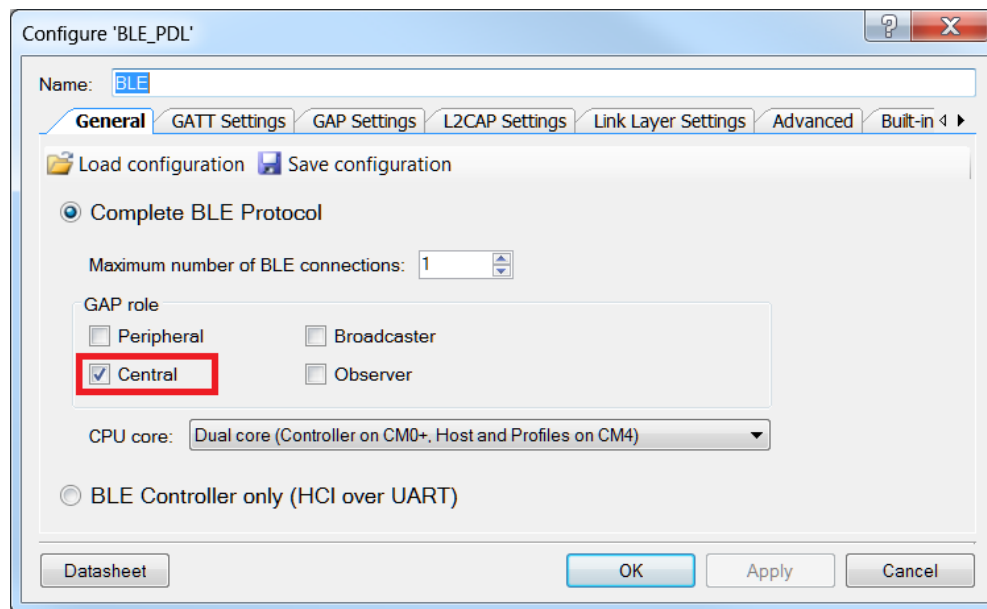 Configure 'BLE_PDL'
Name: BLE
General GATT Settings GAP Settings L2CAP Settings Link Layer Settings Advanced Built-in
Load configuration Save configuration
Complete BLE Protocol
Maximum number of BLE connections: 1
GAP role
Peripheral Broadcaster
Central Observer
CPU core: Dual core (Controller on CM0+, Host and Profiles on CM4)
BLE Controller only (HCI over UART)
Datasheet OK Apply Cancel